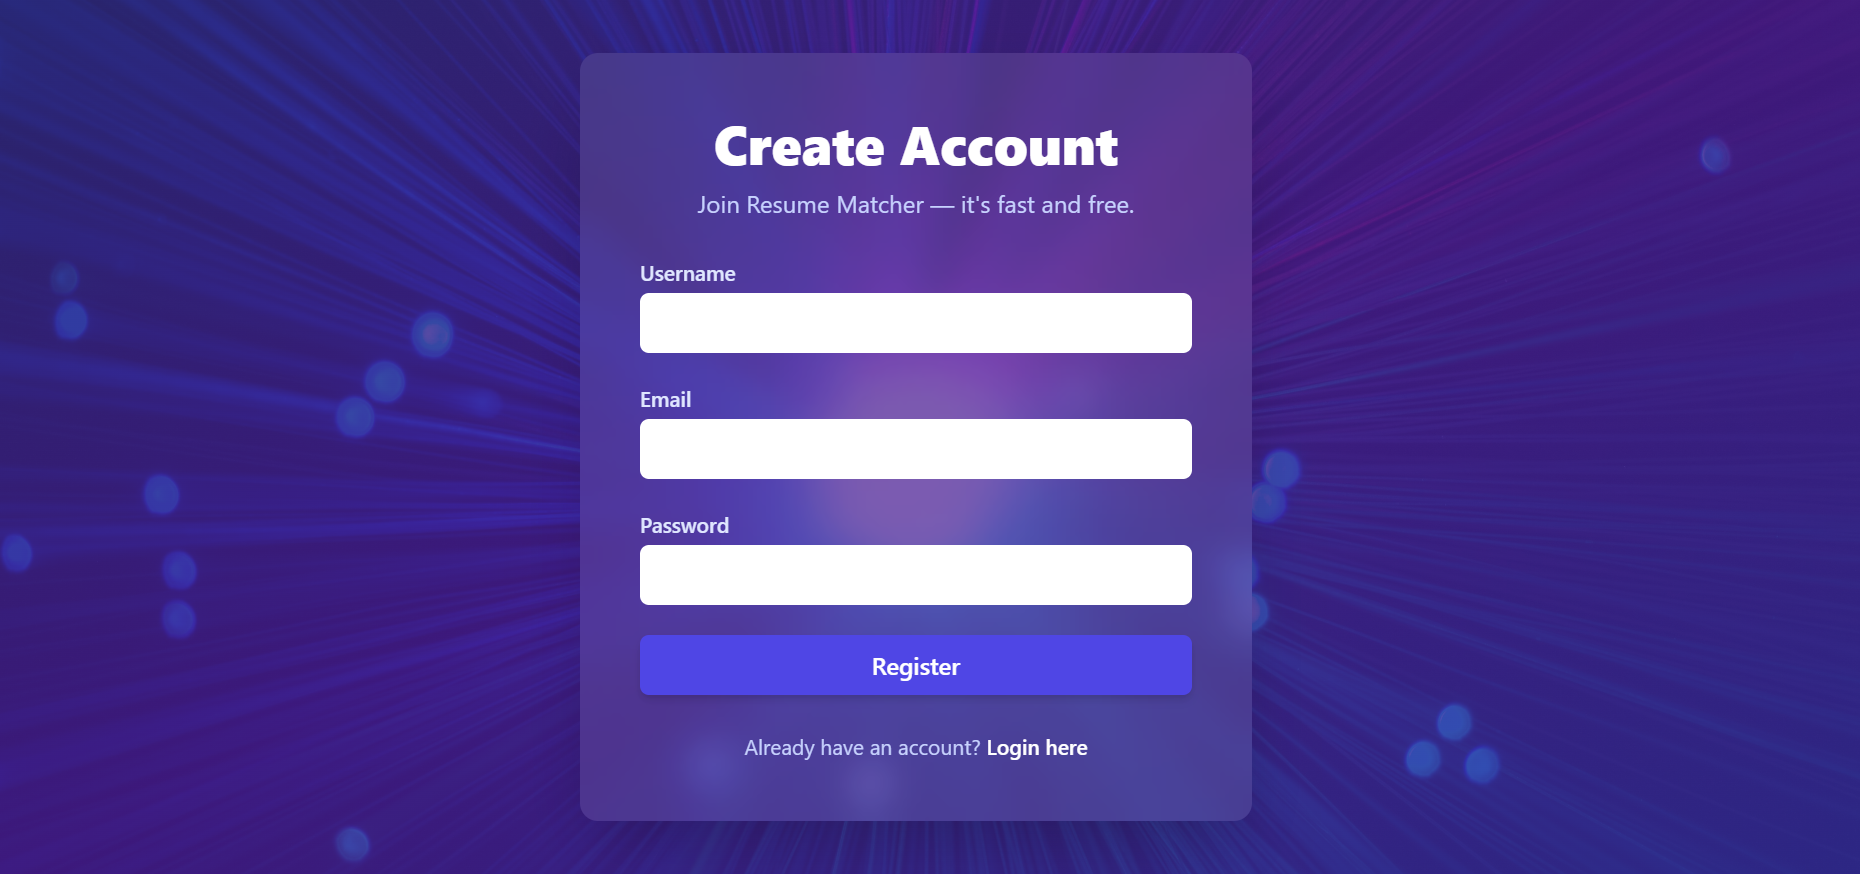 Create Account
Join Resume Matcher — it's fast and free.
Username
Email
Password
Register
Already have an account? Login here